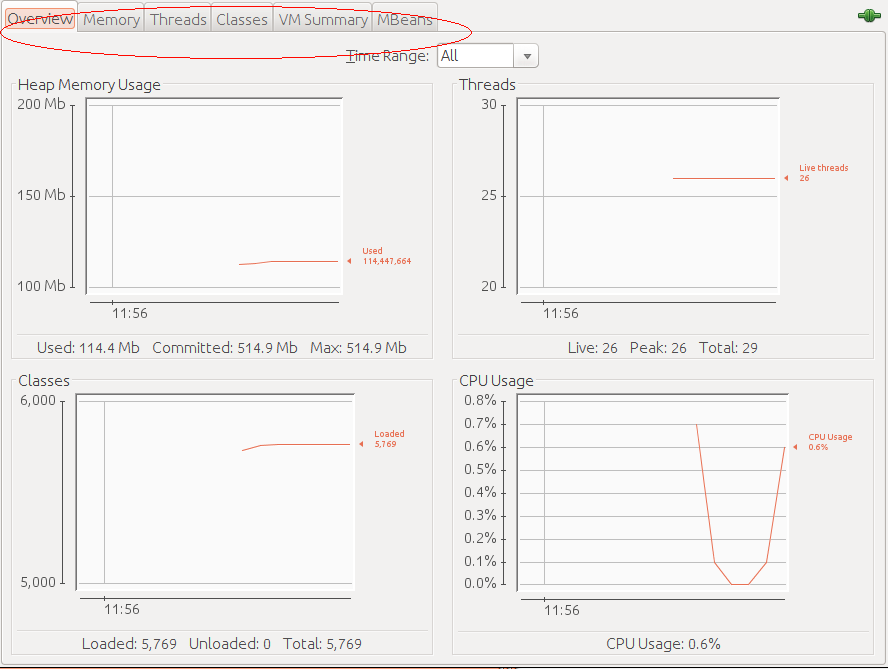 Overview Memory Threads Classes VM Summary MBeans
Time Range: All
Heap Memory Usage
200 Mb
150 Mb
100 Mb
Used
114,447,664
11:56
Used: 114.4 Mb Committed: 514.9 Mb Max: 514.9 Mb
Threads
30
25
20
Live threads
26
11:56
Live: 26 Peak: 26 Total: 29
Classes
6,000
5,000
Loaded
5,769
11:56
Loaded: 5,769 Unloaded: 0 Total: 5,769
CPU Usage
0.8%
0.7%
0.6%
0.5%
0.4%
0.3%
0.2%
0.1%
0.0%
CPU Usage
0.6%
11:56
CPU Usage: 0.6%